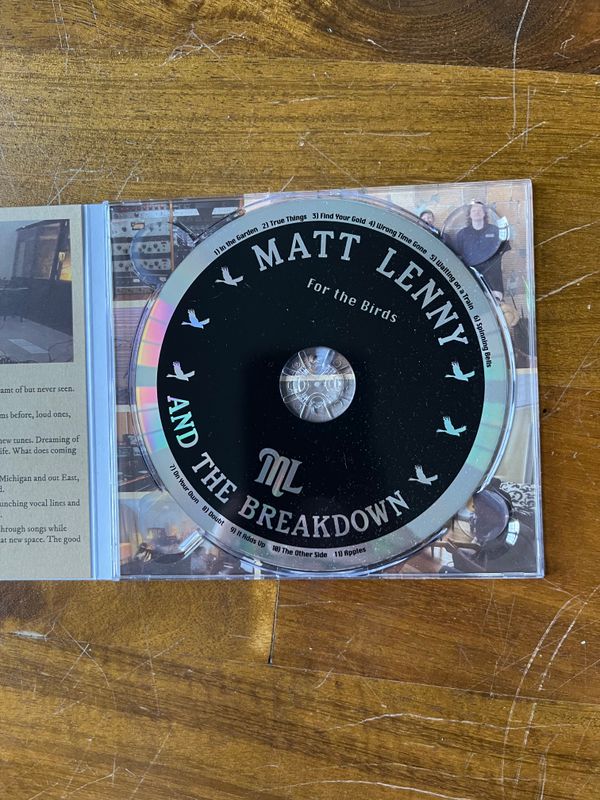 amt of but never seen.
ms before, loud ones,
new tunes. Dreaming of
ife. What does coming
Michigan and out East,
d.
unching vocal lines and
through songs while
at new space. The good
1) In the Garden 2) True Things 3) Find Your Gold 4) Wrong Time Gone 5) Waiting on a Train 6) Spinning Bells
MATT LENNY
For the Birds
ML
AND THE BREAKDOWN
7) On Your Own 8) Doubt 9) It Adds Up 10) The Other Side 11) Apples